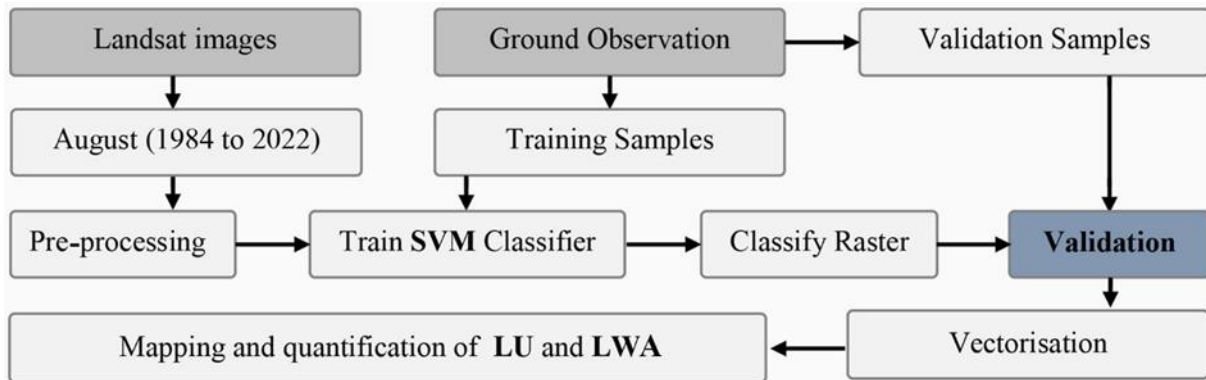 Landsat images
Ground Observation
Validation Samples
August (1984 to 2022)
Training Samples
Pre-processing
Train SVM Classifier
Classify Raster
Validation
Mapping and quantification of LU and LWA
Vectorisation